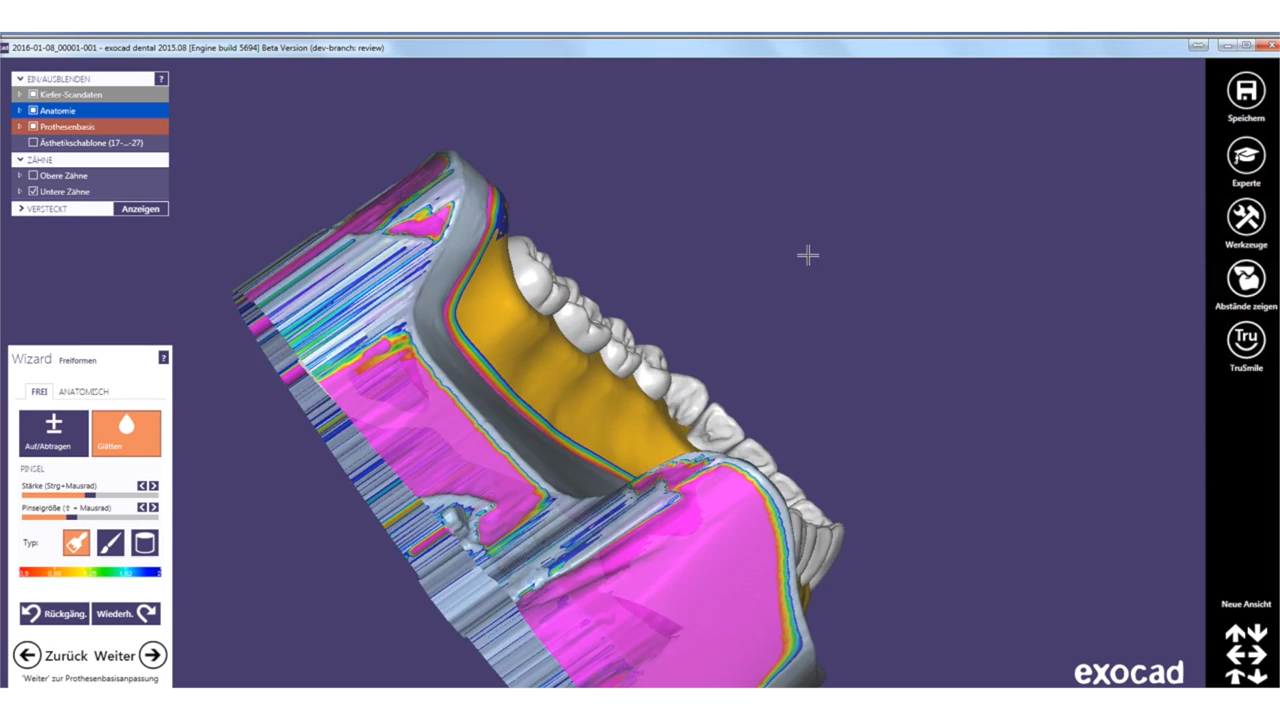 2016-01-08_00001-001 - exocad dental 2015.08 [Engine build 5694] Beta Version (dev-branch: review)
EIN/AUSBLENDEN ?
Kiefer-Scandaten
Anatomie
Prothesenbasis
Ästhetikschablone (17-...-27)
ZÄHNE
Obere Zähne
Untere Zähne
VERSTECKT Anzeigen
Wizard Freiformen ?
FREI ANATOMISCH
Auf/Abtragen Glätten
PINSEL
Stärke (Strg+Mausrad)
Pinselgröße (⇧ + Mausrad)
Typ:
Rückgäng. Wiederh.
Zurück Weiter
'Weiter' zur Prothesenbasisanpassung
Speichern
Experte
Werkzeuge
Abstände zeigen
Tru
TruSmile
Neue Ansicht
exocad